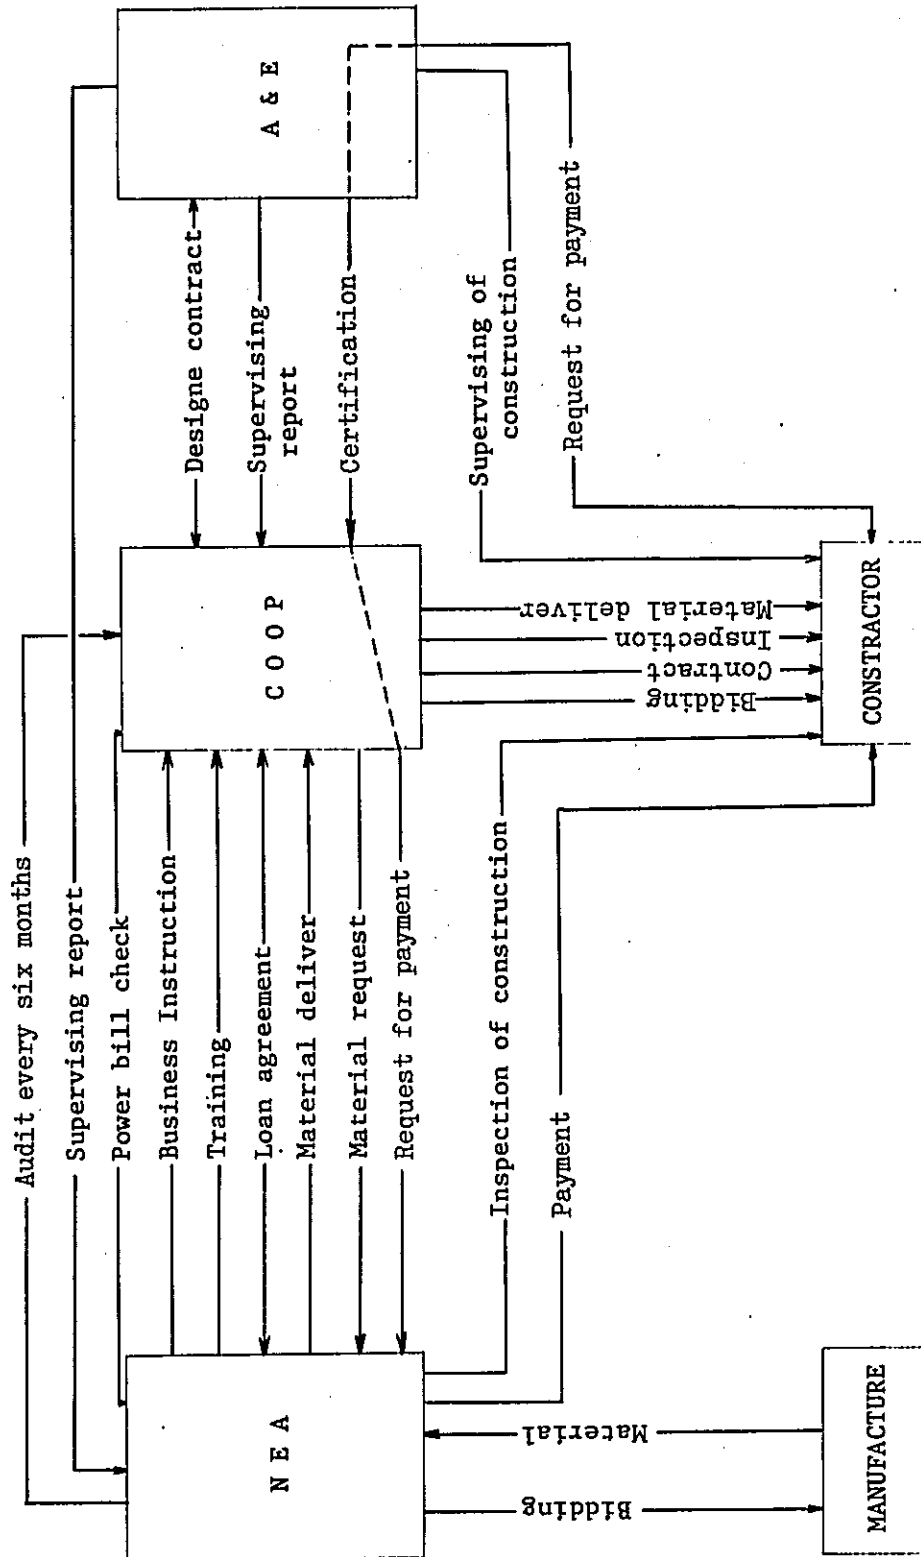 Audit every six months
Supervising report
Power bill check
Business Instruction
Training
Loan agreement
Material deliver
Material request
Request for payment
N E A
C O O P
A & E
Designe contract
Supervising
report
Certification
Supervising of
construction
Request for payment
Inspection of construction
Payment
Bidding
Material
Bidding
Contract
Inspection
Material deliver
MANUFACTURE
CONSTRACTOR